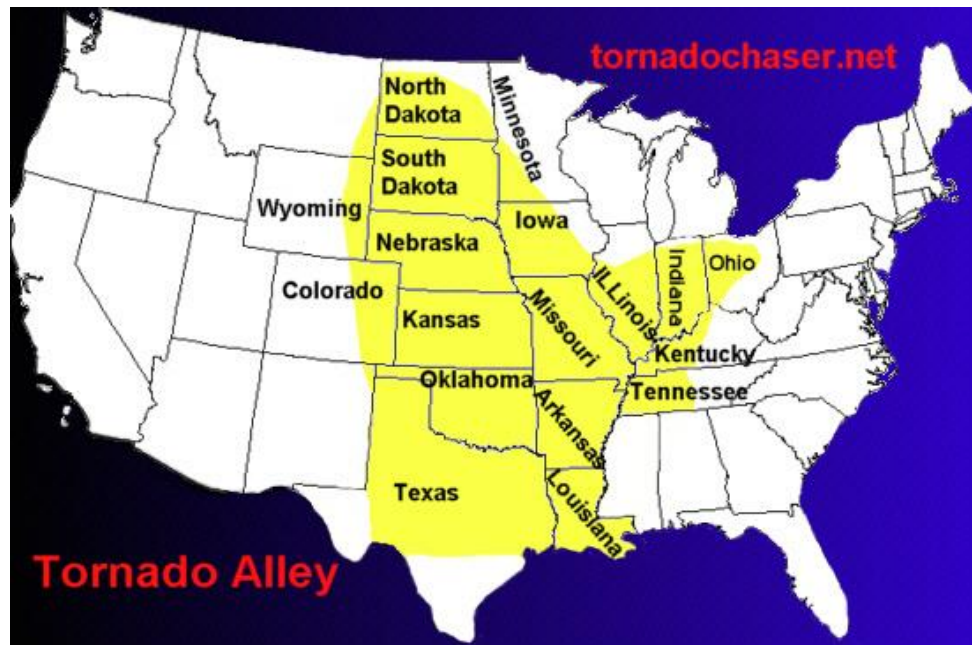 tornadochaser.net
North
Dakota
Minnesota
South
Dakota
Wyoming
Iowa
Nebraska
Indiana
Ohio
Colorado
ILLinois
Missouri
Kansas
Kentucky
Oklahoma
Tennessee
Arkansas
Texas
Louisiana
Tornado Alley